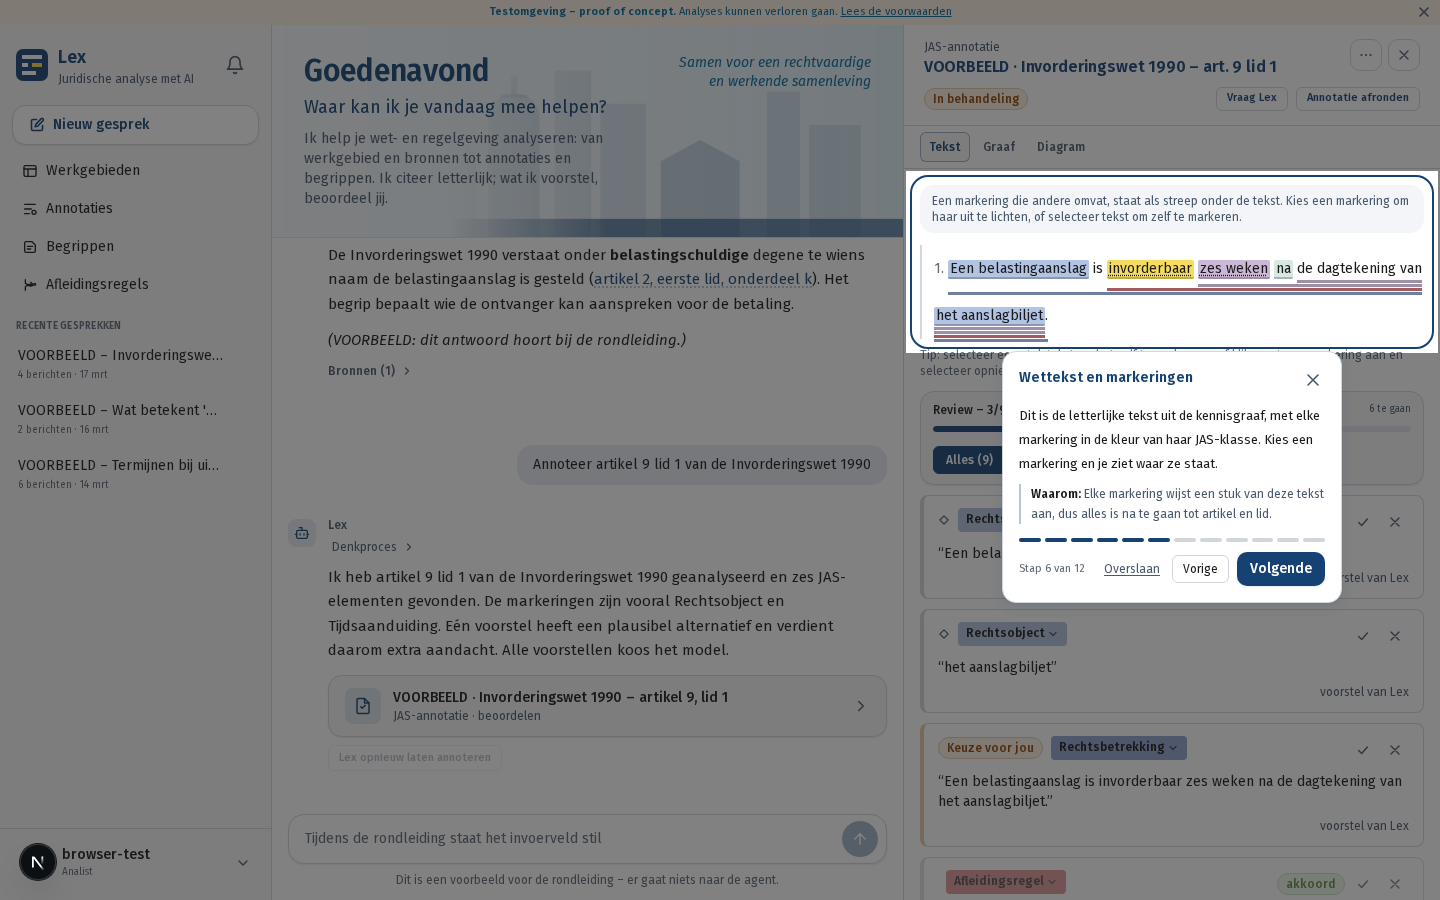 Testomgeving – proof of concept. Analyses kunnen verloren gaan. Lees de voorwaarden
Lex
Juridische analyse met AI
Nieuw gesprek
Werkgebieden
Annotaties
Begrippen
Afleidingsregels
RECENTE GESPREKKEN
VOORBEELD – Invorderingswe…
4 berichten · 17 mrt
VOORBEELD – Wat betekent '…
2 berichten · 16 mrt
VOORBEELD – Termijnen bij ui…
6 berichten · 14 mrt
N
browser-test
Analist
Goedenavond
Waar kan ik je vandaag mee helpen?
Ik help je wet- en regelgeving analyseren: van
werkgebied en bronnen tot annotaties en
begrippen. Ik citeer letterlijk; wat ik voorstel,
beoordeel jij.
Samen voor een rechtvaardige
en werkende samenleving
De Invorderingswet 1990 verstaat onder belastingschuldige degene te wiens
naam de belastingaanslag is gesteld (artikel 2, eerste lid, onderdeel k). Het
begrip bepaalt wie de ontvanger kan aanspreken voor de betaling.
(VOORBEELD: dit antwoord hoort bij de rondleiding.)
Bronnen (1)
Annoteer artikel 9 lid 1 van de Invorderingswet 1990
Lex
Denkproces
Ik heb artikel 9 lid 1 van de Invorderingswet 1990 geanalyseerd en zes JAS-
elementen gevonden. De markeringen zijn vooral Rechtsobject en
Tijdsaanduiding. Eén voorstel heeft een plausibel alternatief en verdient
daarom extra aandacht. Alle voorstellen koos het model.
VOORBEELD · Invorderingswet 1990 – artikel 9, lid 1
JAS-annotatie · beoordelen
Lex opnieuw laten annoteren
Tijdens de rondleiding staat het invoerveld stil
Dit is een voorbeeld voor de rondleiding – er gaat niets naar de agent.
JAS-annotatie
VOORBEELD · Invorderingswet 1990 – art. 9 lid 1
In behandeling
Vraag Lex
Annotatie afronden
Tekst
Graaf
Diagram
Een markering die andere omvat, staat als streep onder de tekst. Kies een markering om
haar uit te lichten, of selecteer tekst om zelf te markeren.
1. Een belastingaanslag is invorderbaar zes weken na de dagtekening van
het aanslagbiljet.
Tip: selecteer
selecteer opnie
Wettekst en markeringen
Dit is de letterlijke tekst uit de kennisgraaf, met elke
markering in de kleur van haar JAS-klasse. Kies een
markering en je ziet waar ze staat.
Waarom: Elke markering wijst een stuk van deze tekst
aan, dus alles is na te gaan tot artikel en lid.
Stap 6 van 12
Overslaan
Vorige
Volgende
Review – 3/9
6 te gaan
Alles (9)
Rechts
“Een bela
rstel van Lex
Rechtsobject
“het aanslagbiljet”
voorstel van Lex
Keuze voor jou
Rechtsbetrekking
“Een belastingaanslag is invorderbaar zes weken na de dagtekening van
het aanslagbiljet.”
voorstel van Lex
Afleidingsregel
akkoord